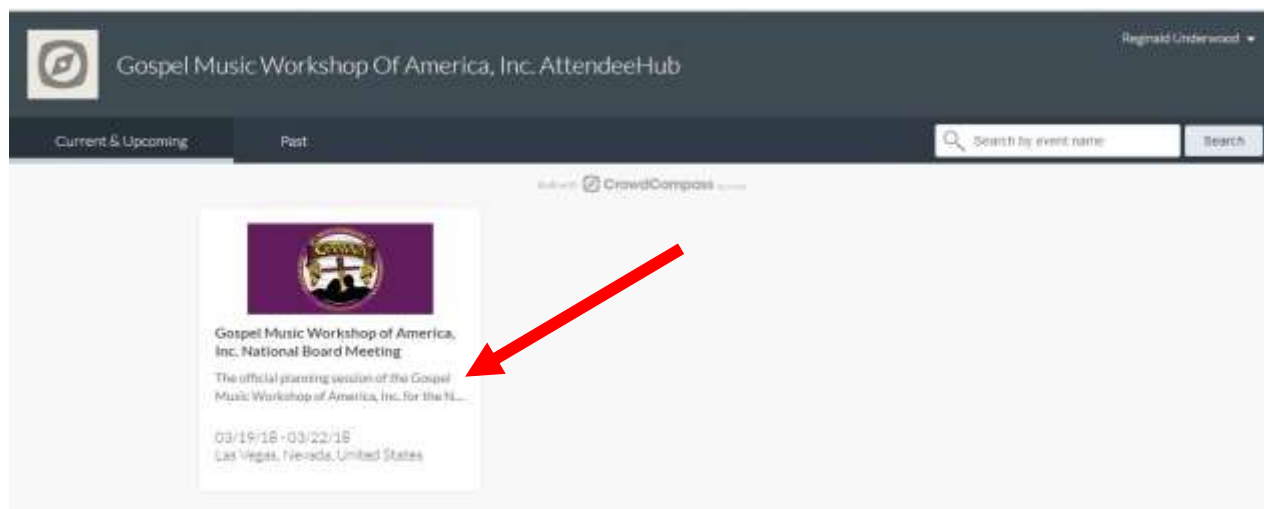 Reginald Underwood
Gospel Music Workshop Of America, Inc. AttendeeHub
Current & Upcoming
Past
Search by event name
Search
CrowdCompass
Gospel Music Workshop of America,
Inc. National Board Meeting
The official planning session of the Gospel
Music Workshop of America, Inc. for the N...
03/19/18 - 03/22/18
Las Vegas, Nevada, United States